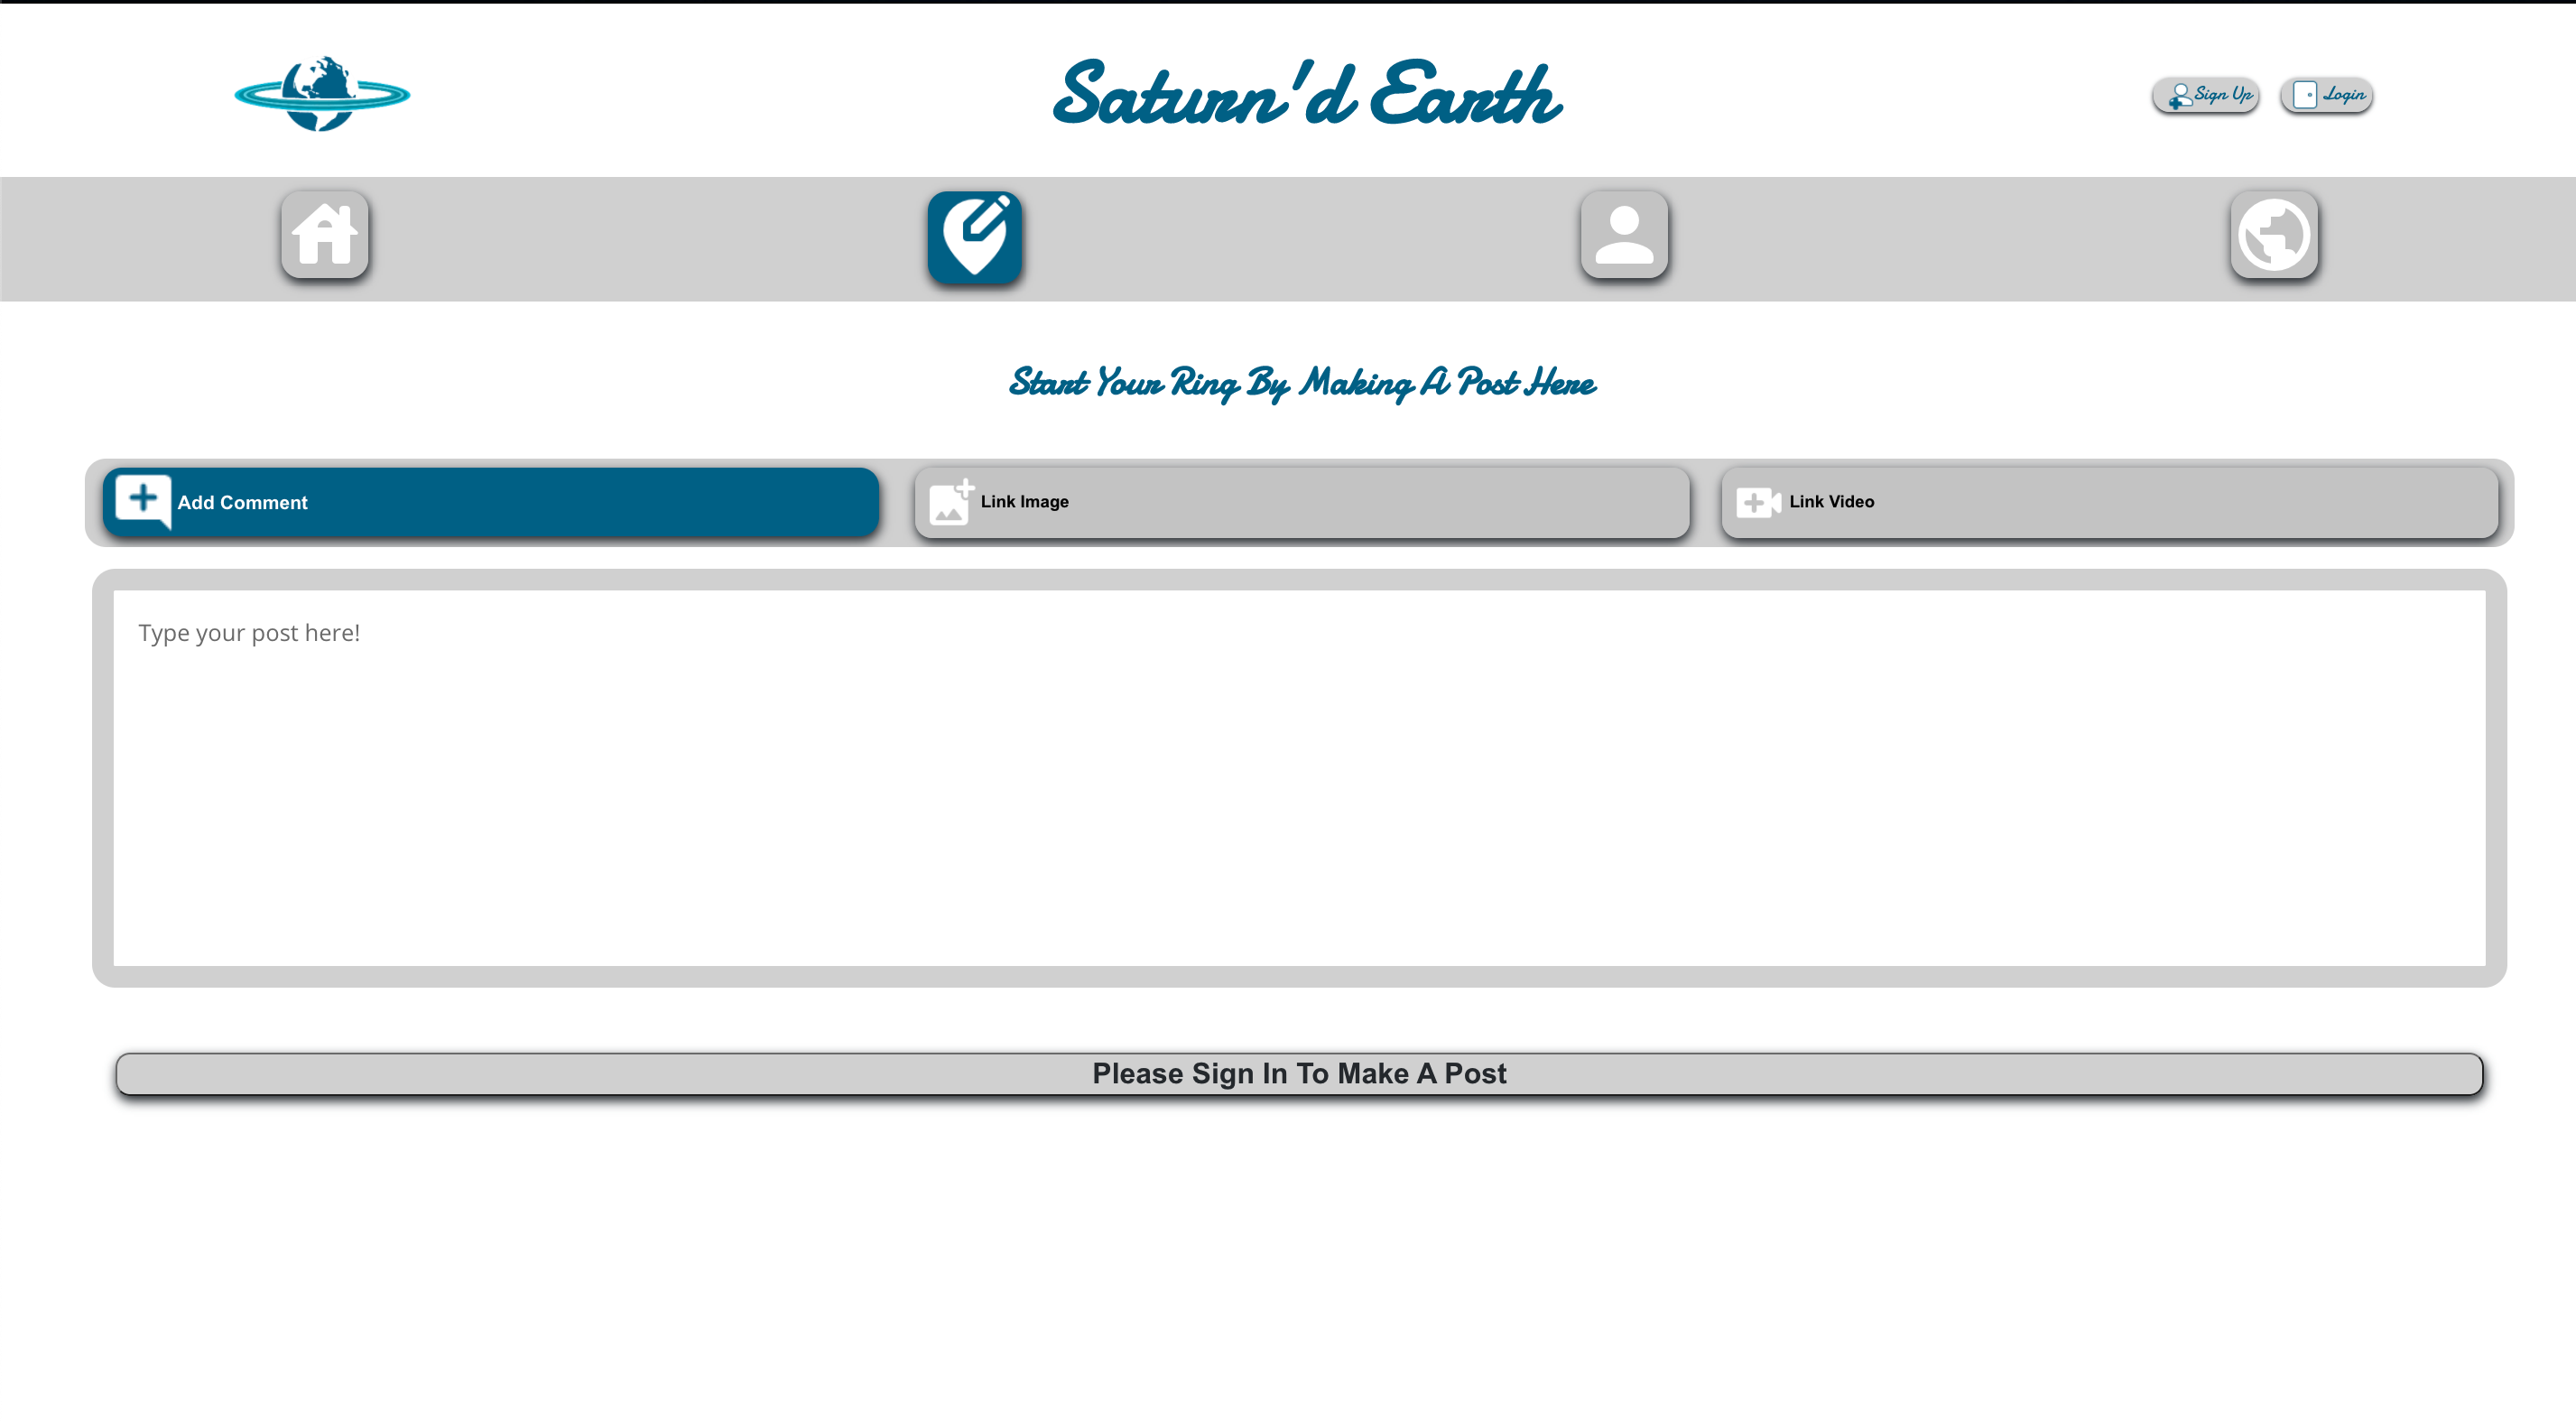 Saturn'd Earth
Sign Up
Login
Start Your Ring By Making A Post Here
Add Comment
Link Image
Link Video
Type your post here!
Please Sign In To Make A Post